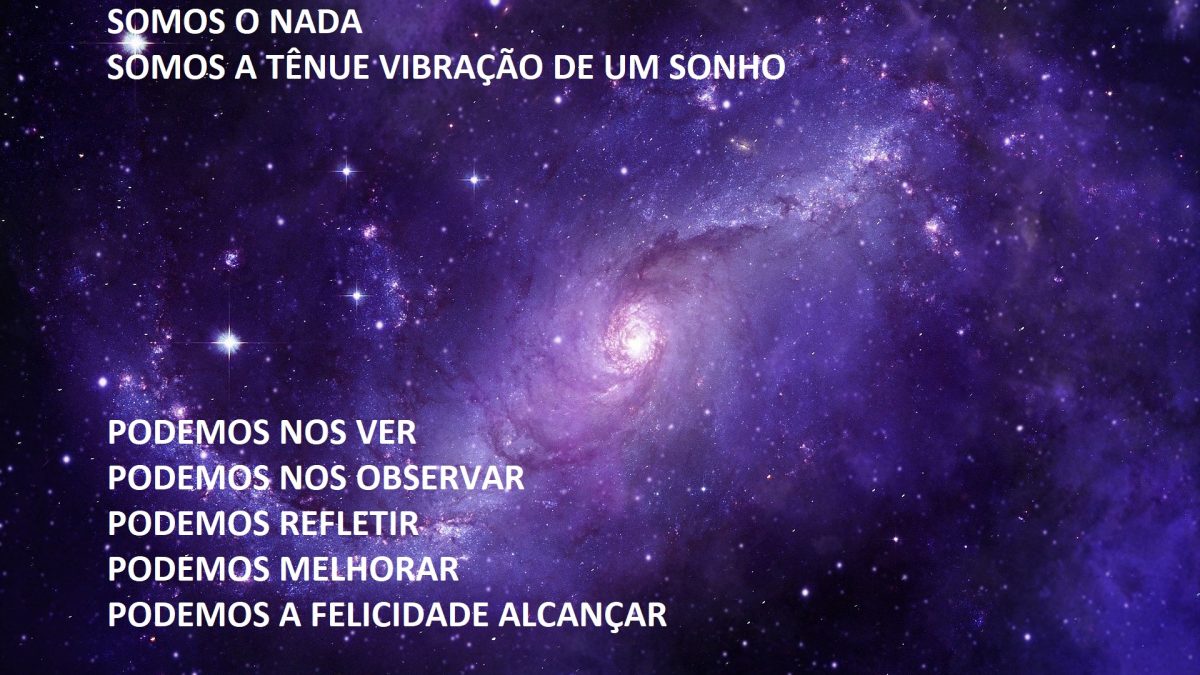 SOMOS O NADA
SOMOS A TÊNUE VIBRAÇÃO DE UM SONHO
PODEMOS NOS VER
PODEMOS NOS OBSERVAR
PODEMOS REFLETIR
PODEMOS MELHORAR
PODEMOS A FELICIDADE ALCANÇAR